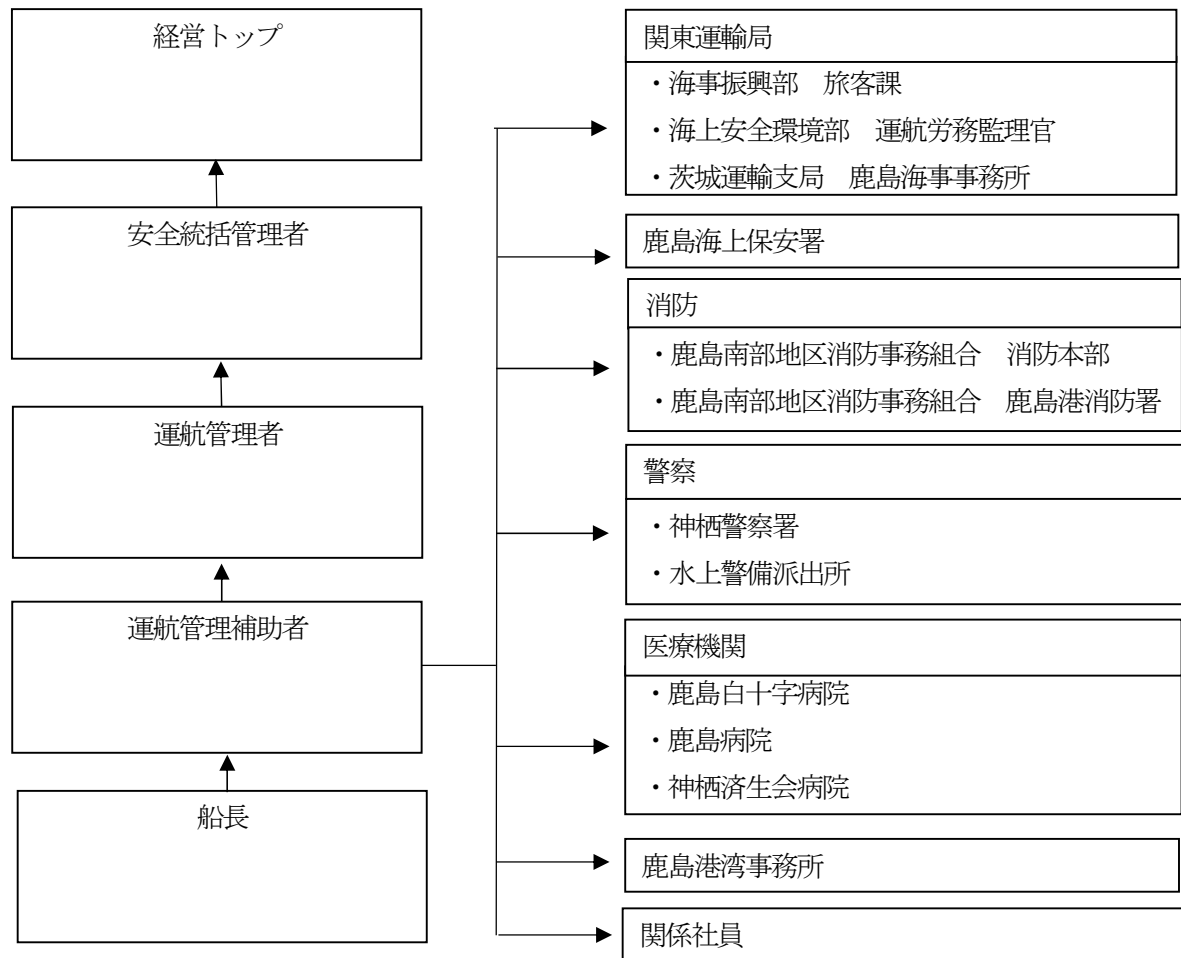 経営トップ
安全統括管理者
運航管理者
運航管理補助者
船長
関東運輸局
・海事振興部　旅客課
・海上安全環境部　運航労務監理官
・茨城運輸支局　鹿島海事事務所
鹿島海上保安署
消防
・鹿島南部地区消防事務組合　消防本部
・鹿島南部地区消防事務組合　鹿島港消防署
警察
・神栖警察署
・水上警備派出所
医療機関
・鹿島白十字病院
・鹿島病院
・神栖済生会病院
鹿島港湾事務所
関係社員